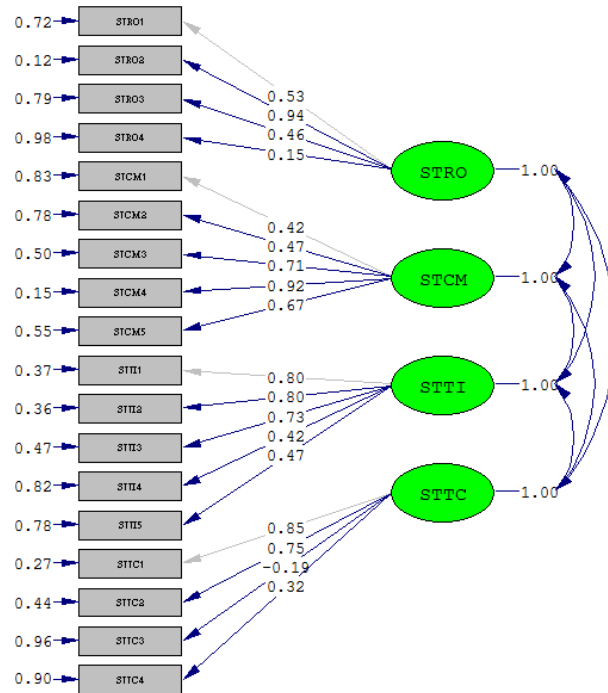 0.72 STRO1
0.12 STRO2
0.53
0.79 STRO3
0.94
0.46
0.98 STRO4
0.15
STRO 1.00
0.83 STCM1
0.78 STCM2
0.42
0.47
0.50 STCM3
0.71
STCM 1.00
0.15 STCM4
0.92
0.67
0.55 STCM5
0.37 STTI1
0.80
STTI 1.00
0.36 STTI2
0.80
0.73
0.47 STTI3
0.42
0.47
0.82 STTI4
STTC 1.00
0.78 STTI5
0.85
0.27 STTC1
0.75
-0.19
0.32
0.44 STTC2
0.96 STTC3
0.90 STTC4